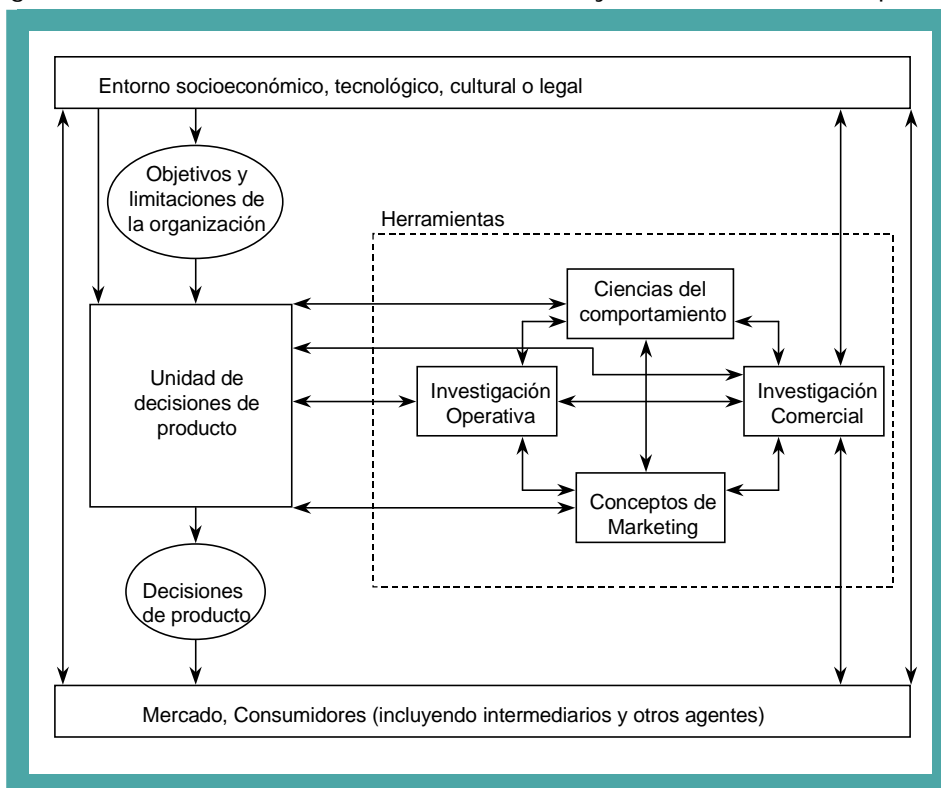 Entorno socioeconómico, tecnológico, cultural o legal
Objetivos y
limitaciones de
la organización
Herramientas
Ciencias del
comportamiento
Unidad de
decisiones de
producto
Investigación
Operativa
Investigación
Comercial
Conceptos de
Marketing
Decisiones
de producto
Mercado, Consumidores (incluyendo intermediarios y otros agentes)